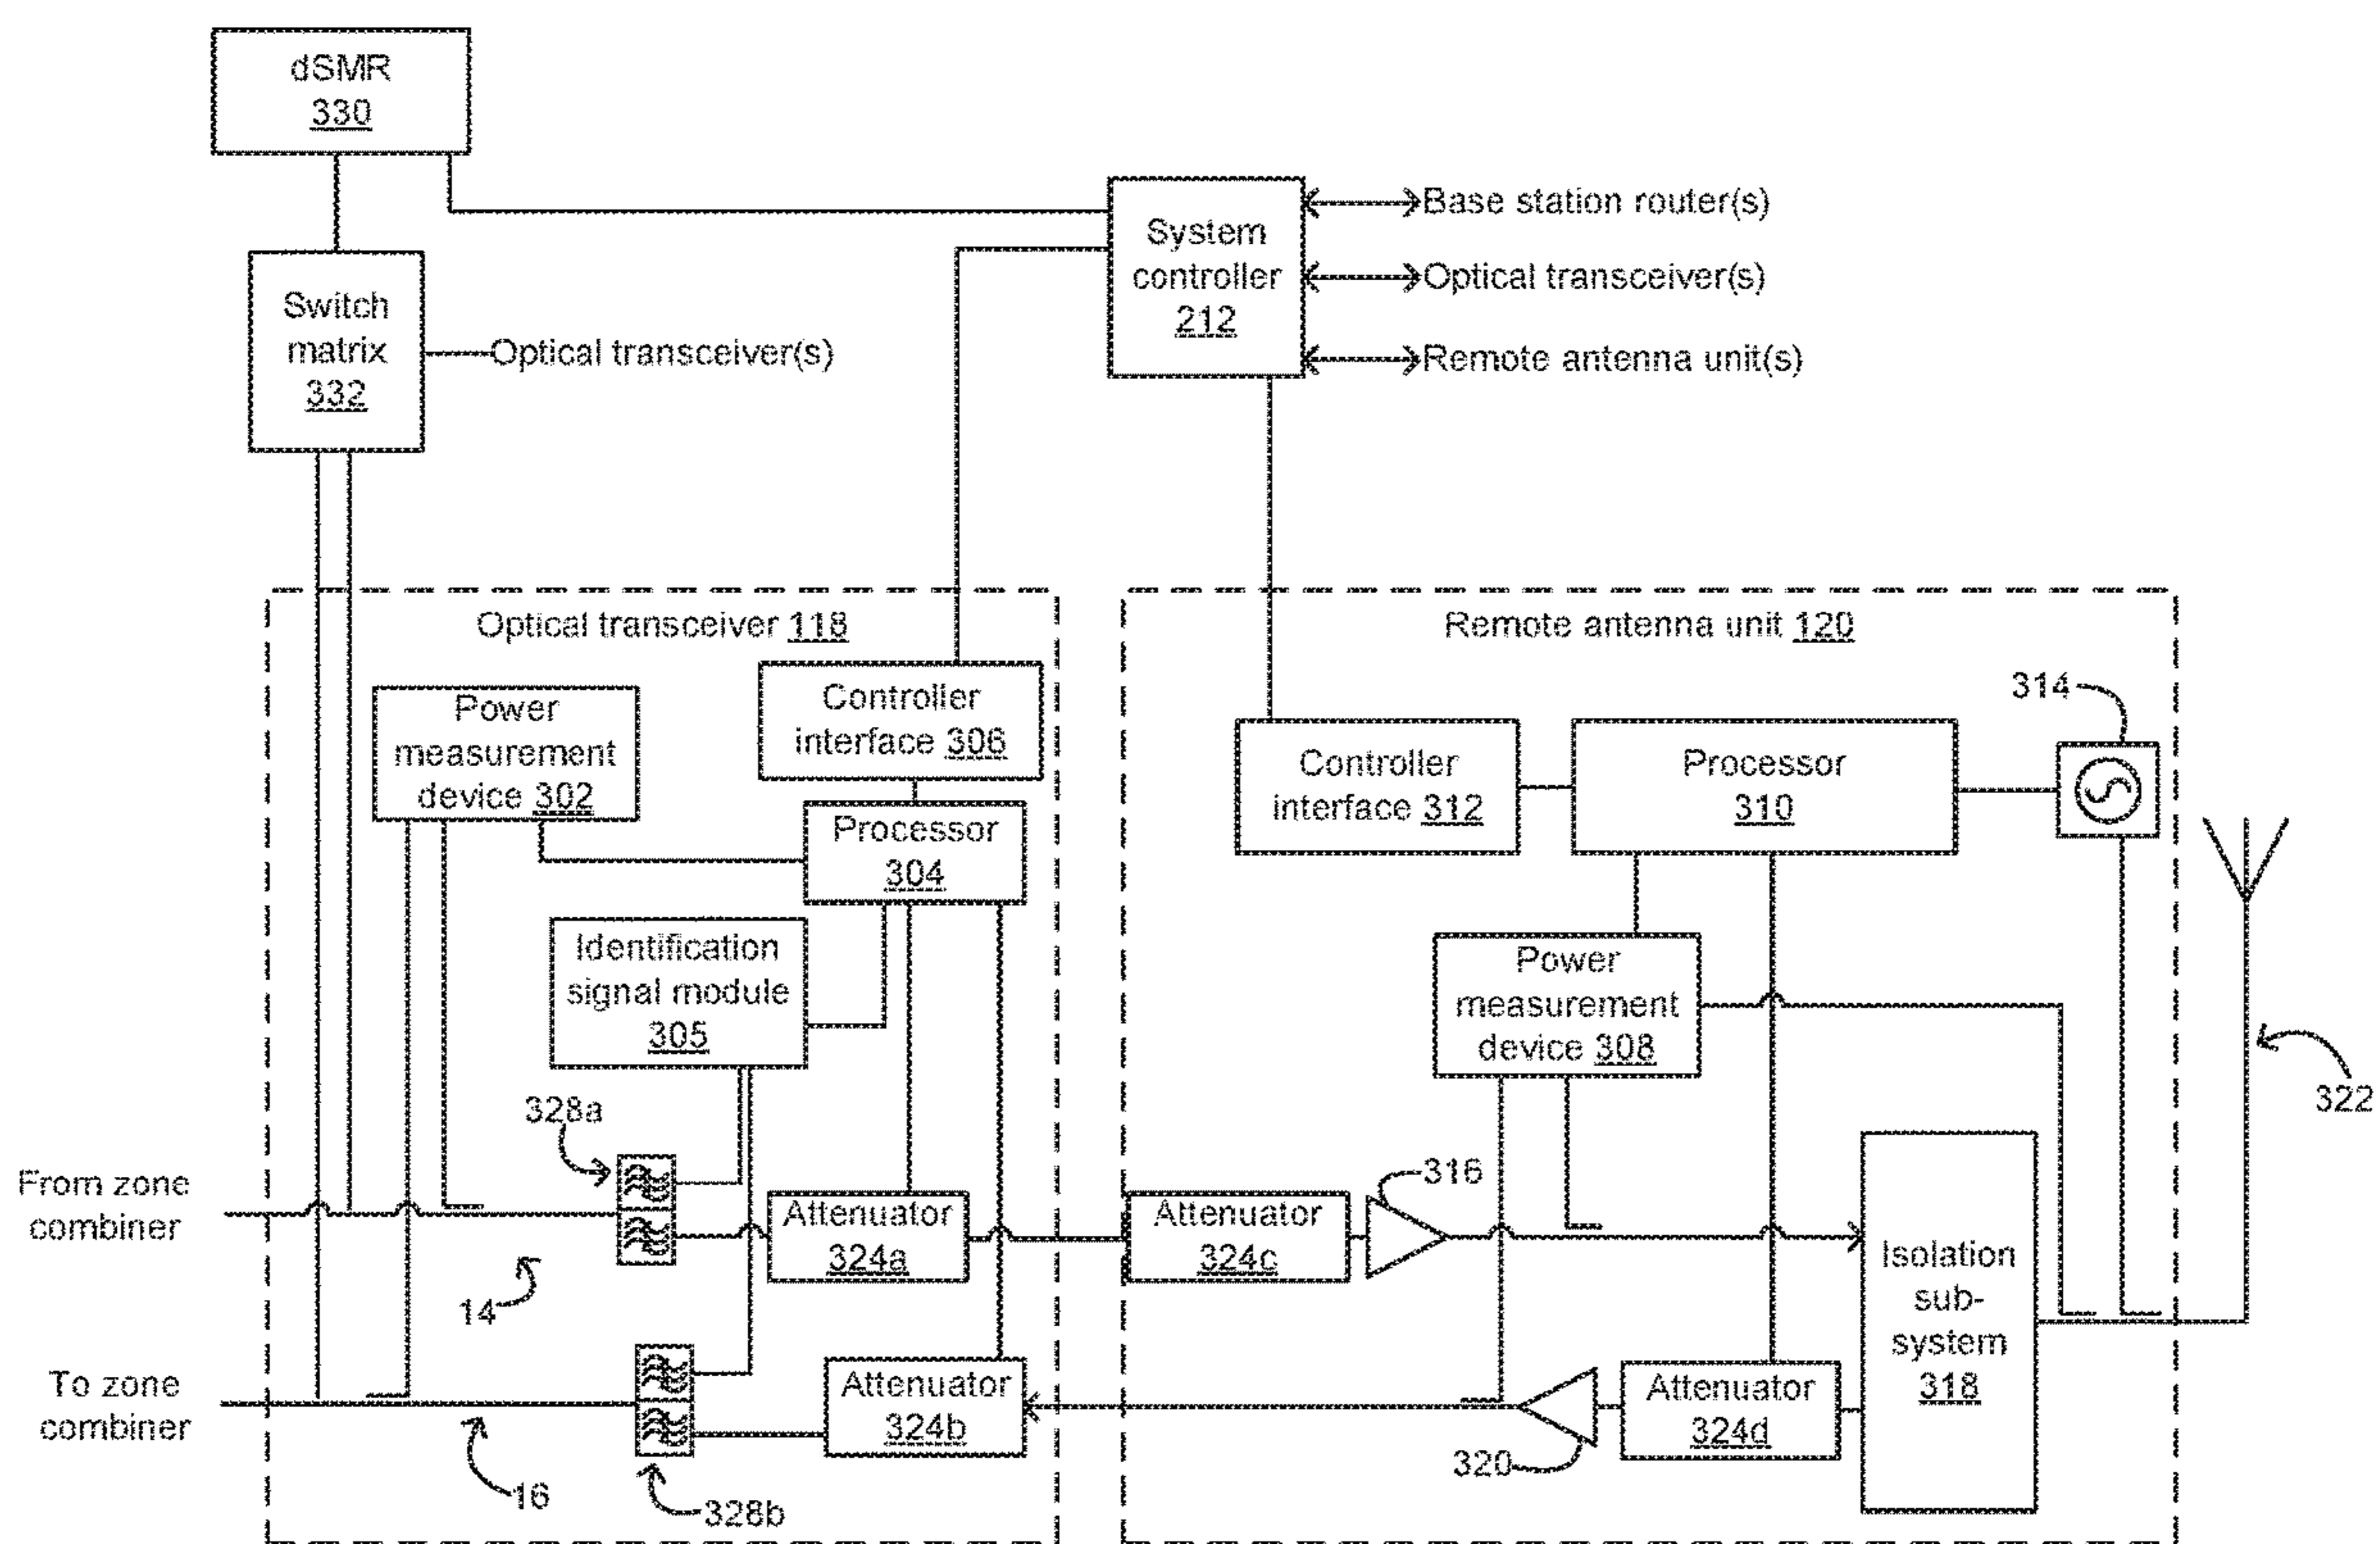 dSMR
330
System
controller
212
Base station router(s)
Optical transceiver(s)
Remote antenna unit(s)
Switch
matrix
332
Optical transceiver(s)
Optical transceiver 118
Power
measurement
device 302
Controller
interface 306
Processor
304
Identification
signal module
305
328a
From zone
combiner
14
Attenuator
324a
To zone
combiner
16
328b
Attenuator
324b
Remote antenna unit 120
Controller
interface 312
Processor
310
314
Power
measurement
device 308
322
Attenuator
324c
316
Isolation
sub-
system
318
320
Attenuator
324d